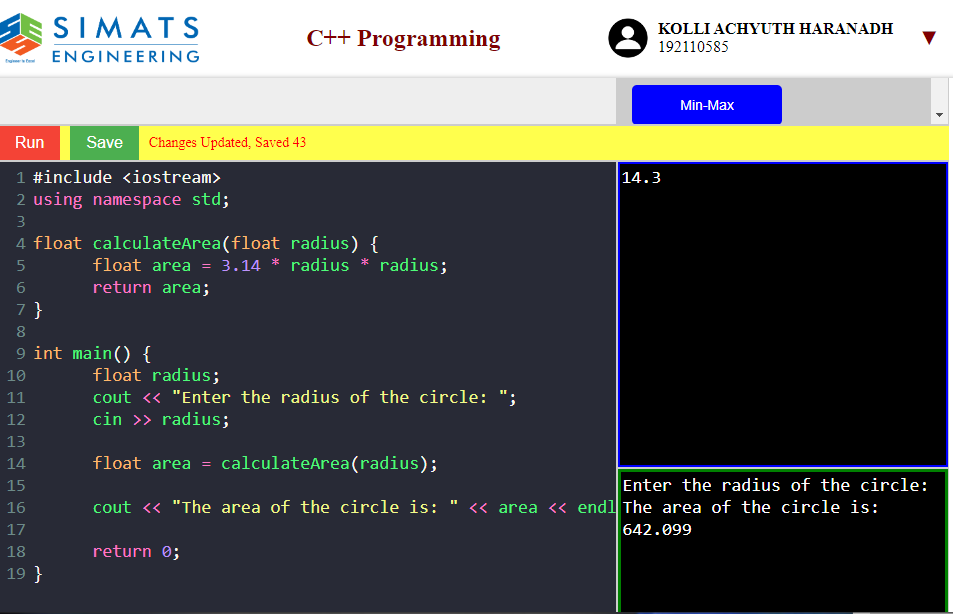 SIMATS
ENGINEERING
Engineer to Excel
C++ Programming
KOLLI ACHYUTH HARANADH
192110585
Min-Max
Run
Save
Changes Updated, Saved 43
1 #include <iostream>
2 using namespace std;
3
4 float calculateArea(float radius) {
5 float area = 3.14 * radius * radius;
6 return area;
7 }
8
9 int main() {
10 float radius;
11 cout << "Enter the radius of the circle: ";
12 cin >> radius;
13
14 float area = calculateArea(radius);
15
16 cout << "The area of the circle is: " << area << endl
17
18 return 0;
19 }
14.3
Enter the radius of the circle:
The area of the circle is:
642.099